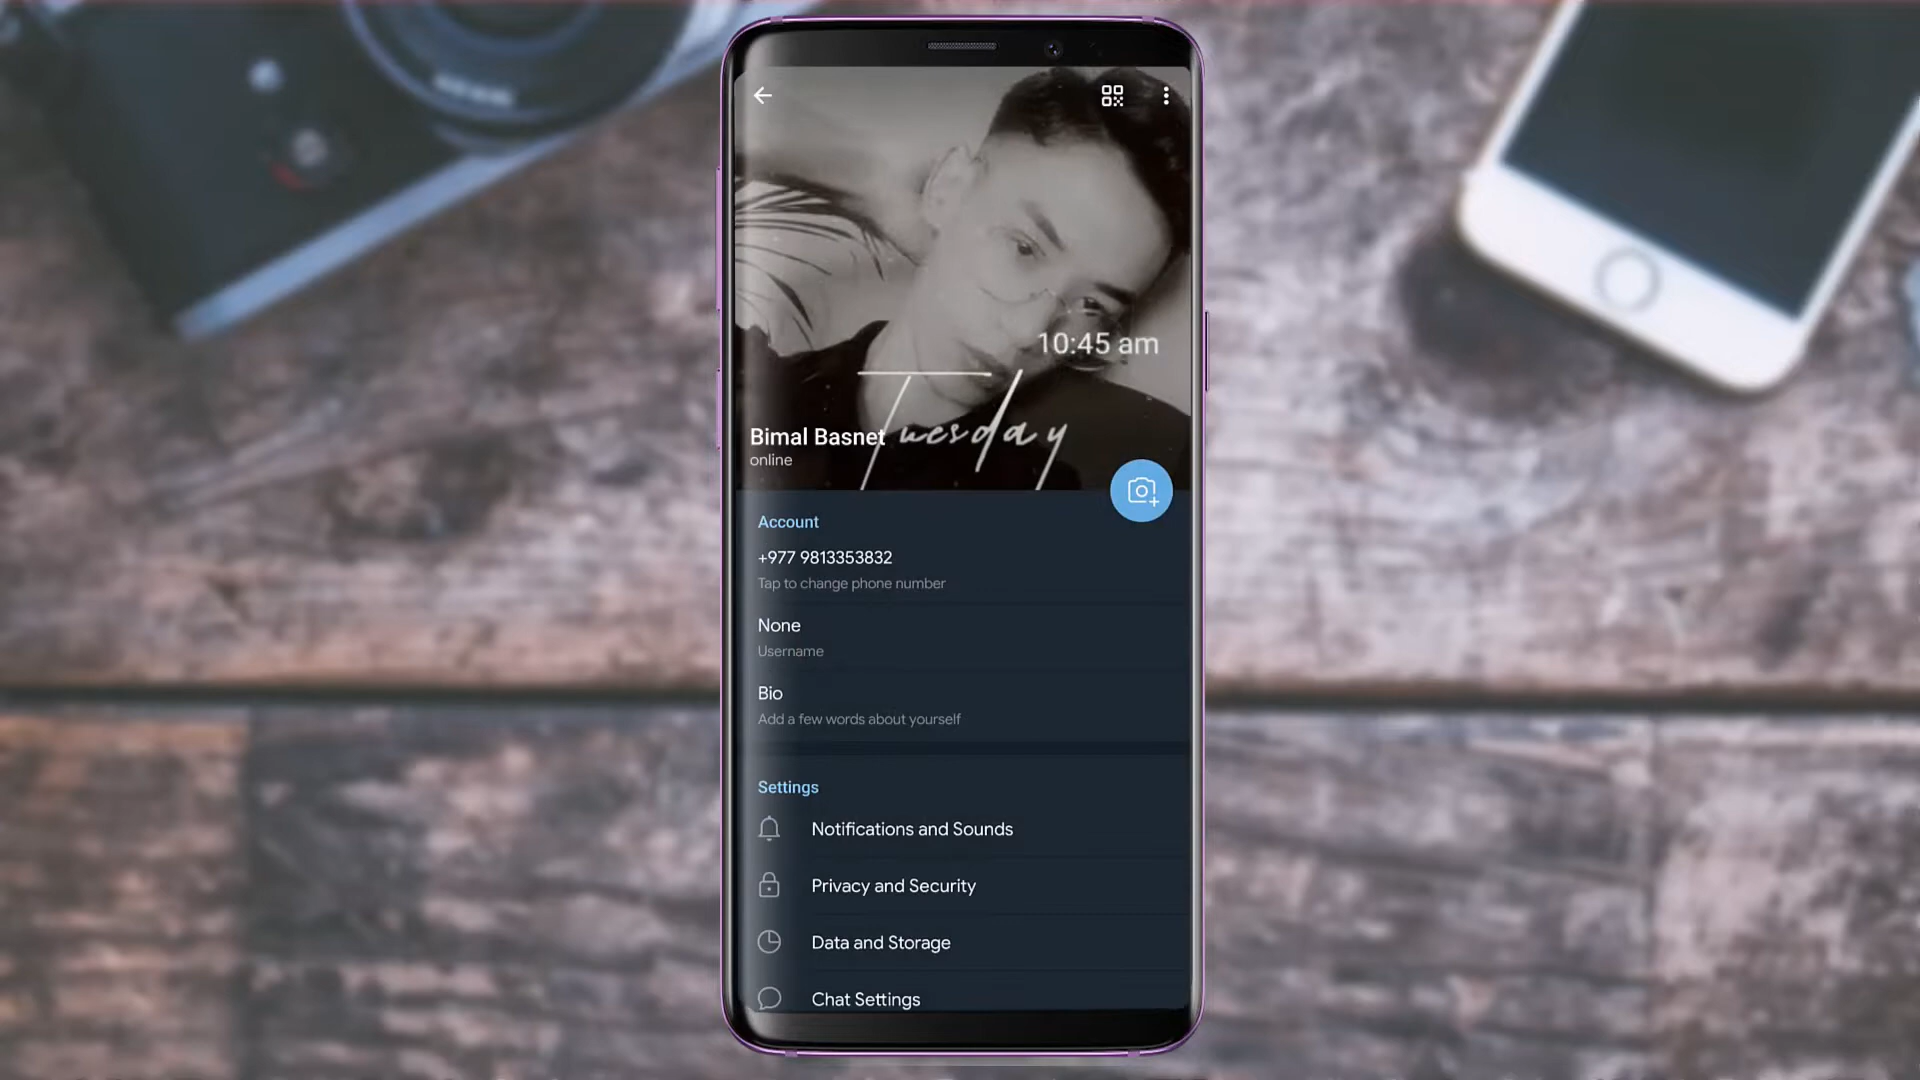 10:45 am
Tuesday
Bimal Basnet
online
Account
+977 9813353832
Tap to change phone number
None
Username
Bio
Add a few words about yourself
Settings
Notifications and Sounds
Privacy and Security
Data and Storage
Chat Settings